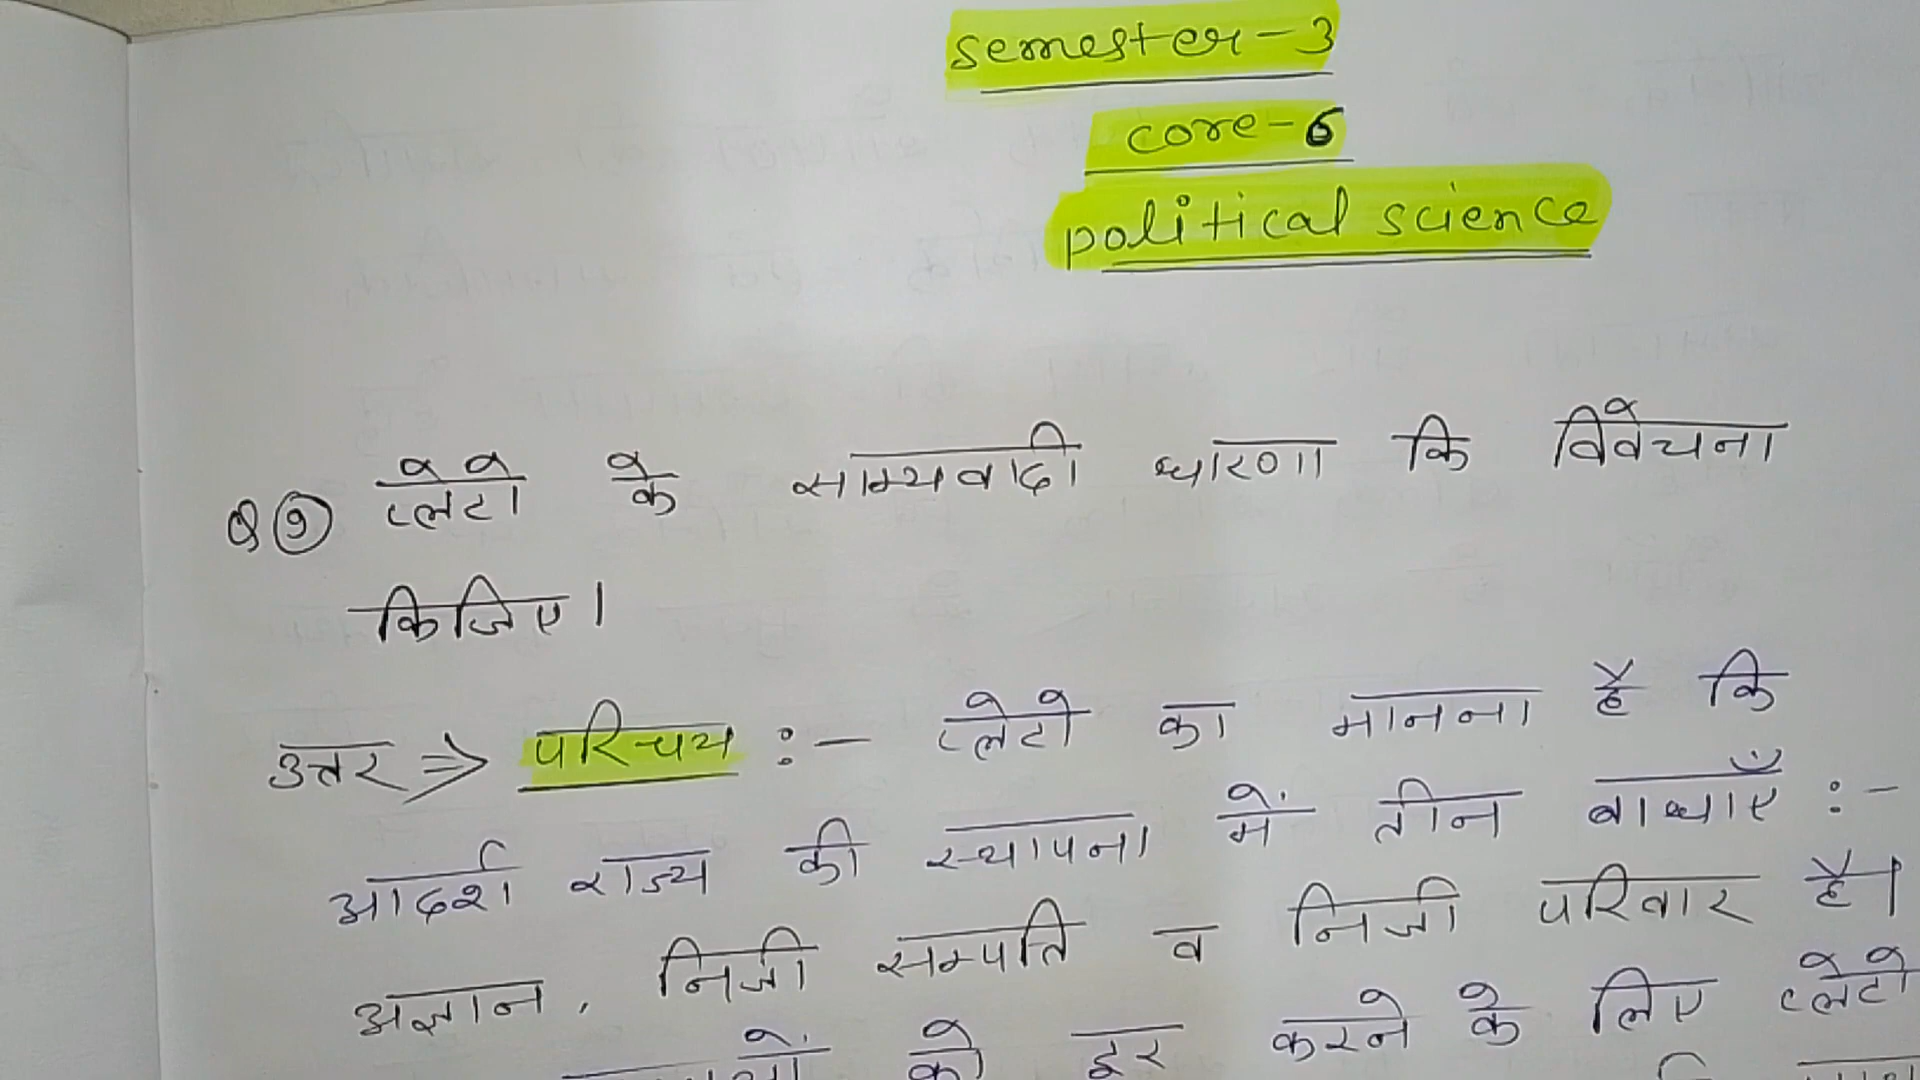 semester-3
core-6
political science
Q ① प्लेटो के साम्यवादी धारणा कि विवेचना
किजिए।
उत्तर ⇒ परिचय :- प्लेटो का मानना है कि
आदर्श राज्य की स्थापना में तीन बाधाएँ :-
अज्ञान, निजी सम्पति व निजी परिवार है।
को दूर करने के लिए प्लेटो